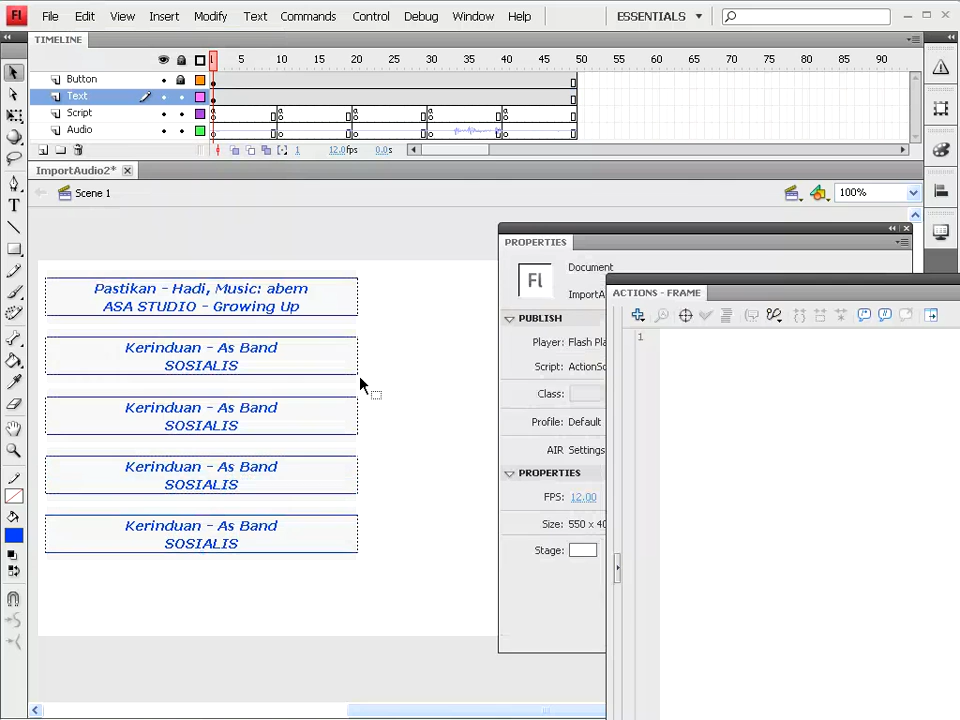 Fl File Edit View Insert Modify Text Commands Control Debug Window Help ESSENTIALS
TIMELINE
1 5 10 15 20 25 30 35 40 45 50 55 60 65 70 75 80 85 90
Button
Text
Script
Audio
1 12.0fps 0.0s
ImportAudio2*
Scene 1 100%
Pastikan - Hadi, Music: abem
ASA STUDIO - Growing Up
Kerinduan - As Band
SOSIALIS
Kerinduan - As Band
SOSIALIS
Kerinduan - As Band
SOSIALIS
Kerinduan - As Band
SOSIALIS
PROPERTIES
Fl Document
ImportA
PUBLISH
Player: Flash Pla
Script: ActionSc
Class:
Profile: Default
AIR Settings
PROPERTIES
FPS: 12.00
Size: 550 x 40
Stage:
ACTIONS - FRAME
1